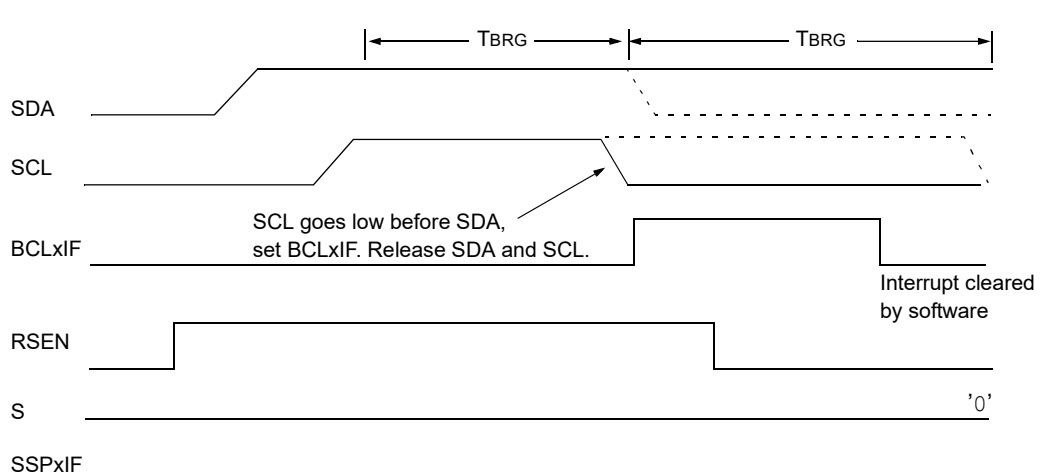 TBRG TBRG
SDA
SCL
SCL goes low before SDA,
set BCLxIF. Release SDA and SCL.
BCLxIF
Interrupt cleared
by software
RSEN
S '0'
SSPxIF